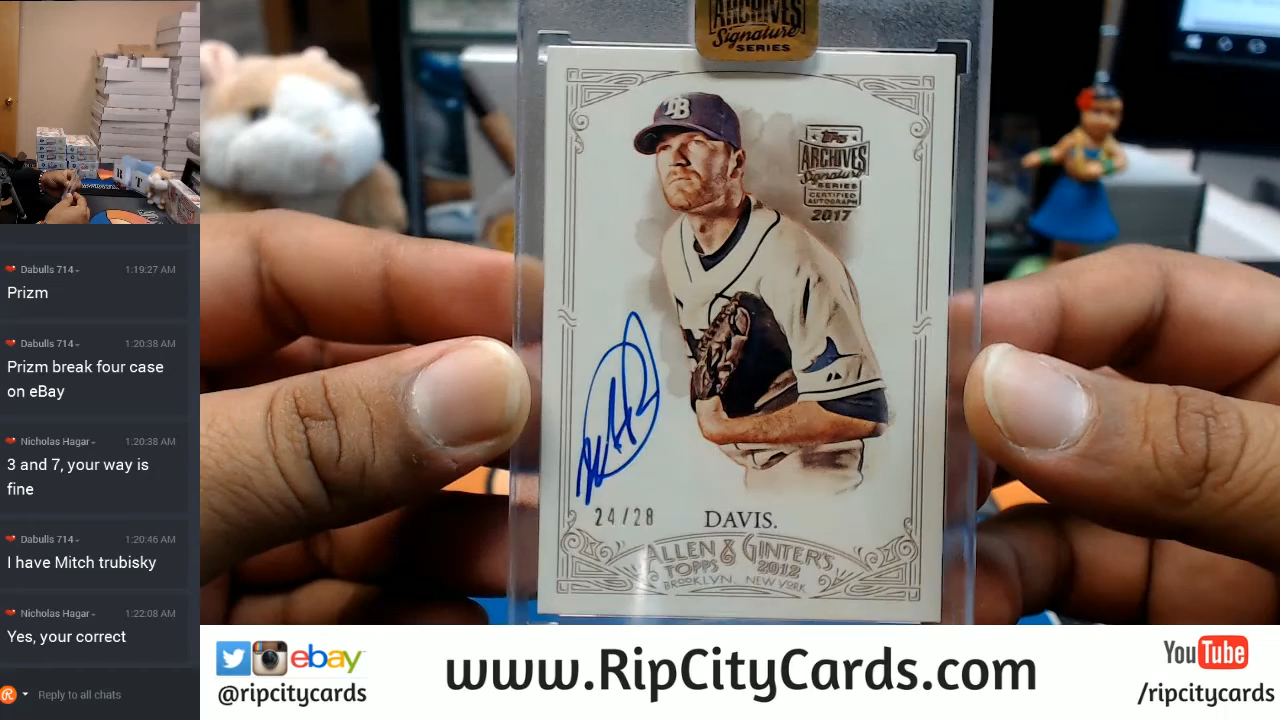 Dabulls 714
1:19:27 AM
Prizm
Dabulls 714
1:20:38 AM
Prizm break four case
on eBay
Nicholas Hagar
1:20:38 AM
3 and 7, your way is
fine
Dabulls 714
1:20:46 AM
I have Mitch trubisky
Nicholas Hagar
1:22:08 AM
Yes, your correct
Reply to all chats
ARCHIVES
Signature
SERIES
TB
Topps
ARCHIVES
Signature
SERIES
CERTIFIED
AUTOGRAPH
2017
24/28
DAVIS.
ALLEN & GINTER'S
TOPPS 2012
BROOKLYN, NEW YORK
R T
ebay
@ripcitycards
www.RipCityCards.com
YouTube
/ripcitycards